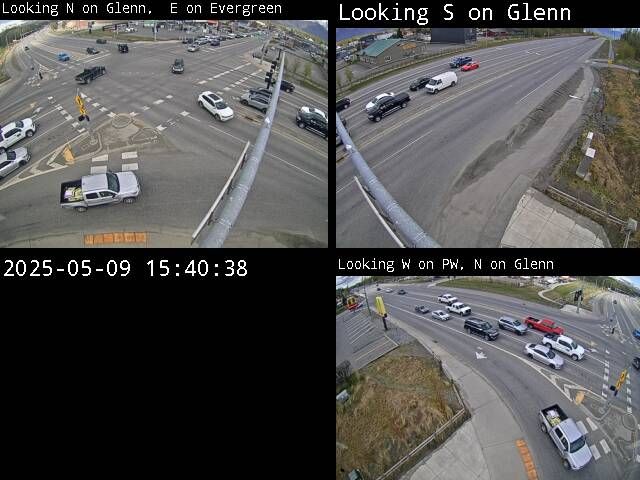 Looking N on Glenn, E on Evergreen
Looking S on Glenn
2025-05-09 15:40:38
Looking W on PW, N on Glenn